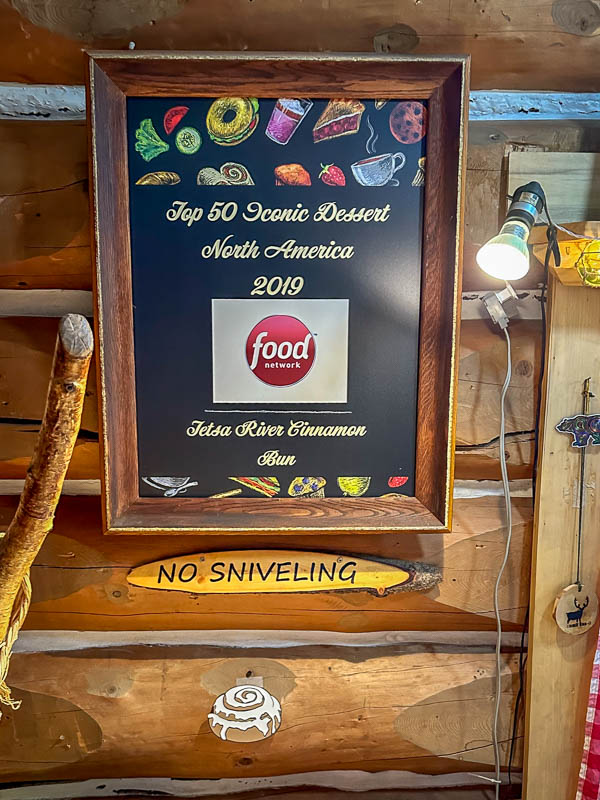 Top 50 Iconic Dessert
North America
2019
food
network
Tetsa River Cinnamon
Bun
NO SNIVELING